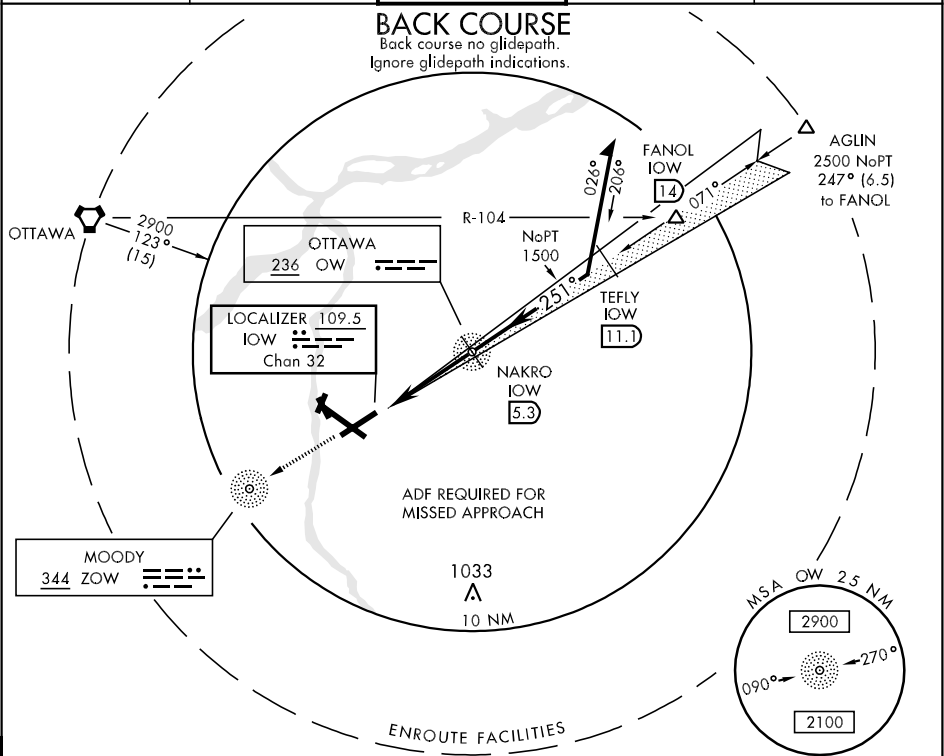 BACK COURSE
Back course no glidepath.
Ignore glidepath indications.
AGLIN
2500 NoPT
247° (6.5)
to FANOL
FANOL
IOW
14
071°
026°
206°
OTTAWA
2900
123°
(15)
R-104
NoPT
1500
OTTAWA
236 OW
251°
TEFLY
IOW
11.1
LOCALIZER 109.5
IOW
Chan 32
NAKRO
IOW
5.3
ADF REQUIRED FOR
MISSED APPROACH
MOODY
344 ZOW
1033
10 NM
MSA OW 25 NM
2900
270°
090°
2100
ENROUTE FACILITIES